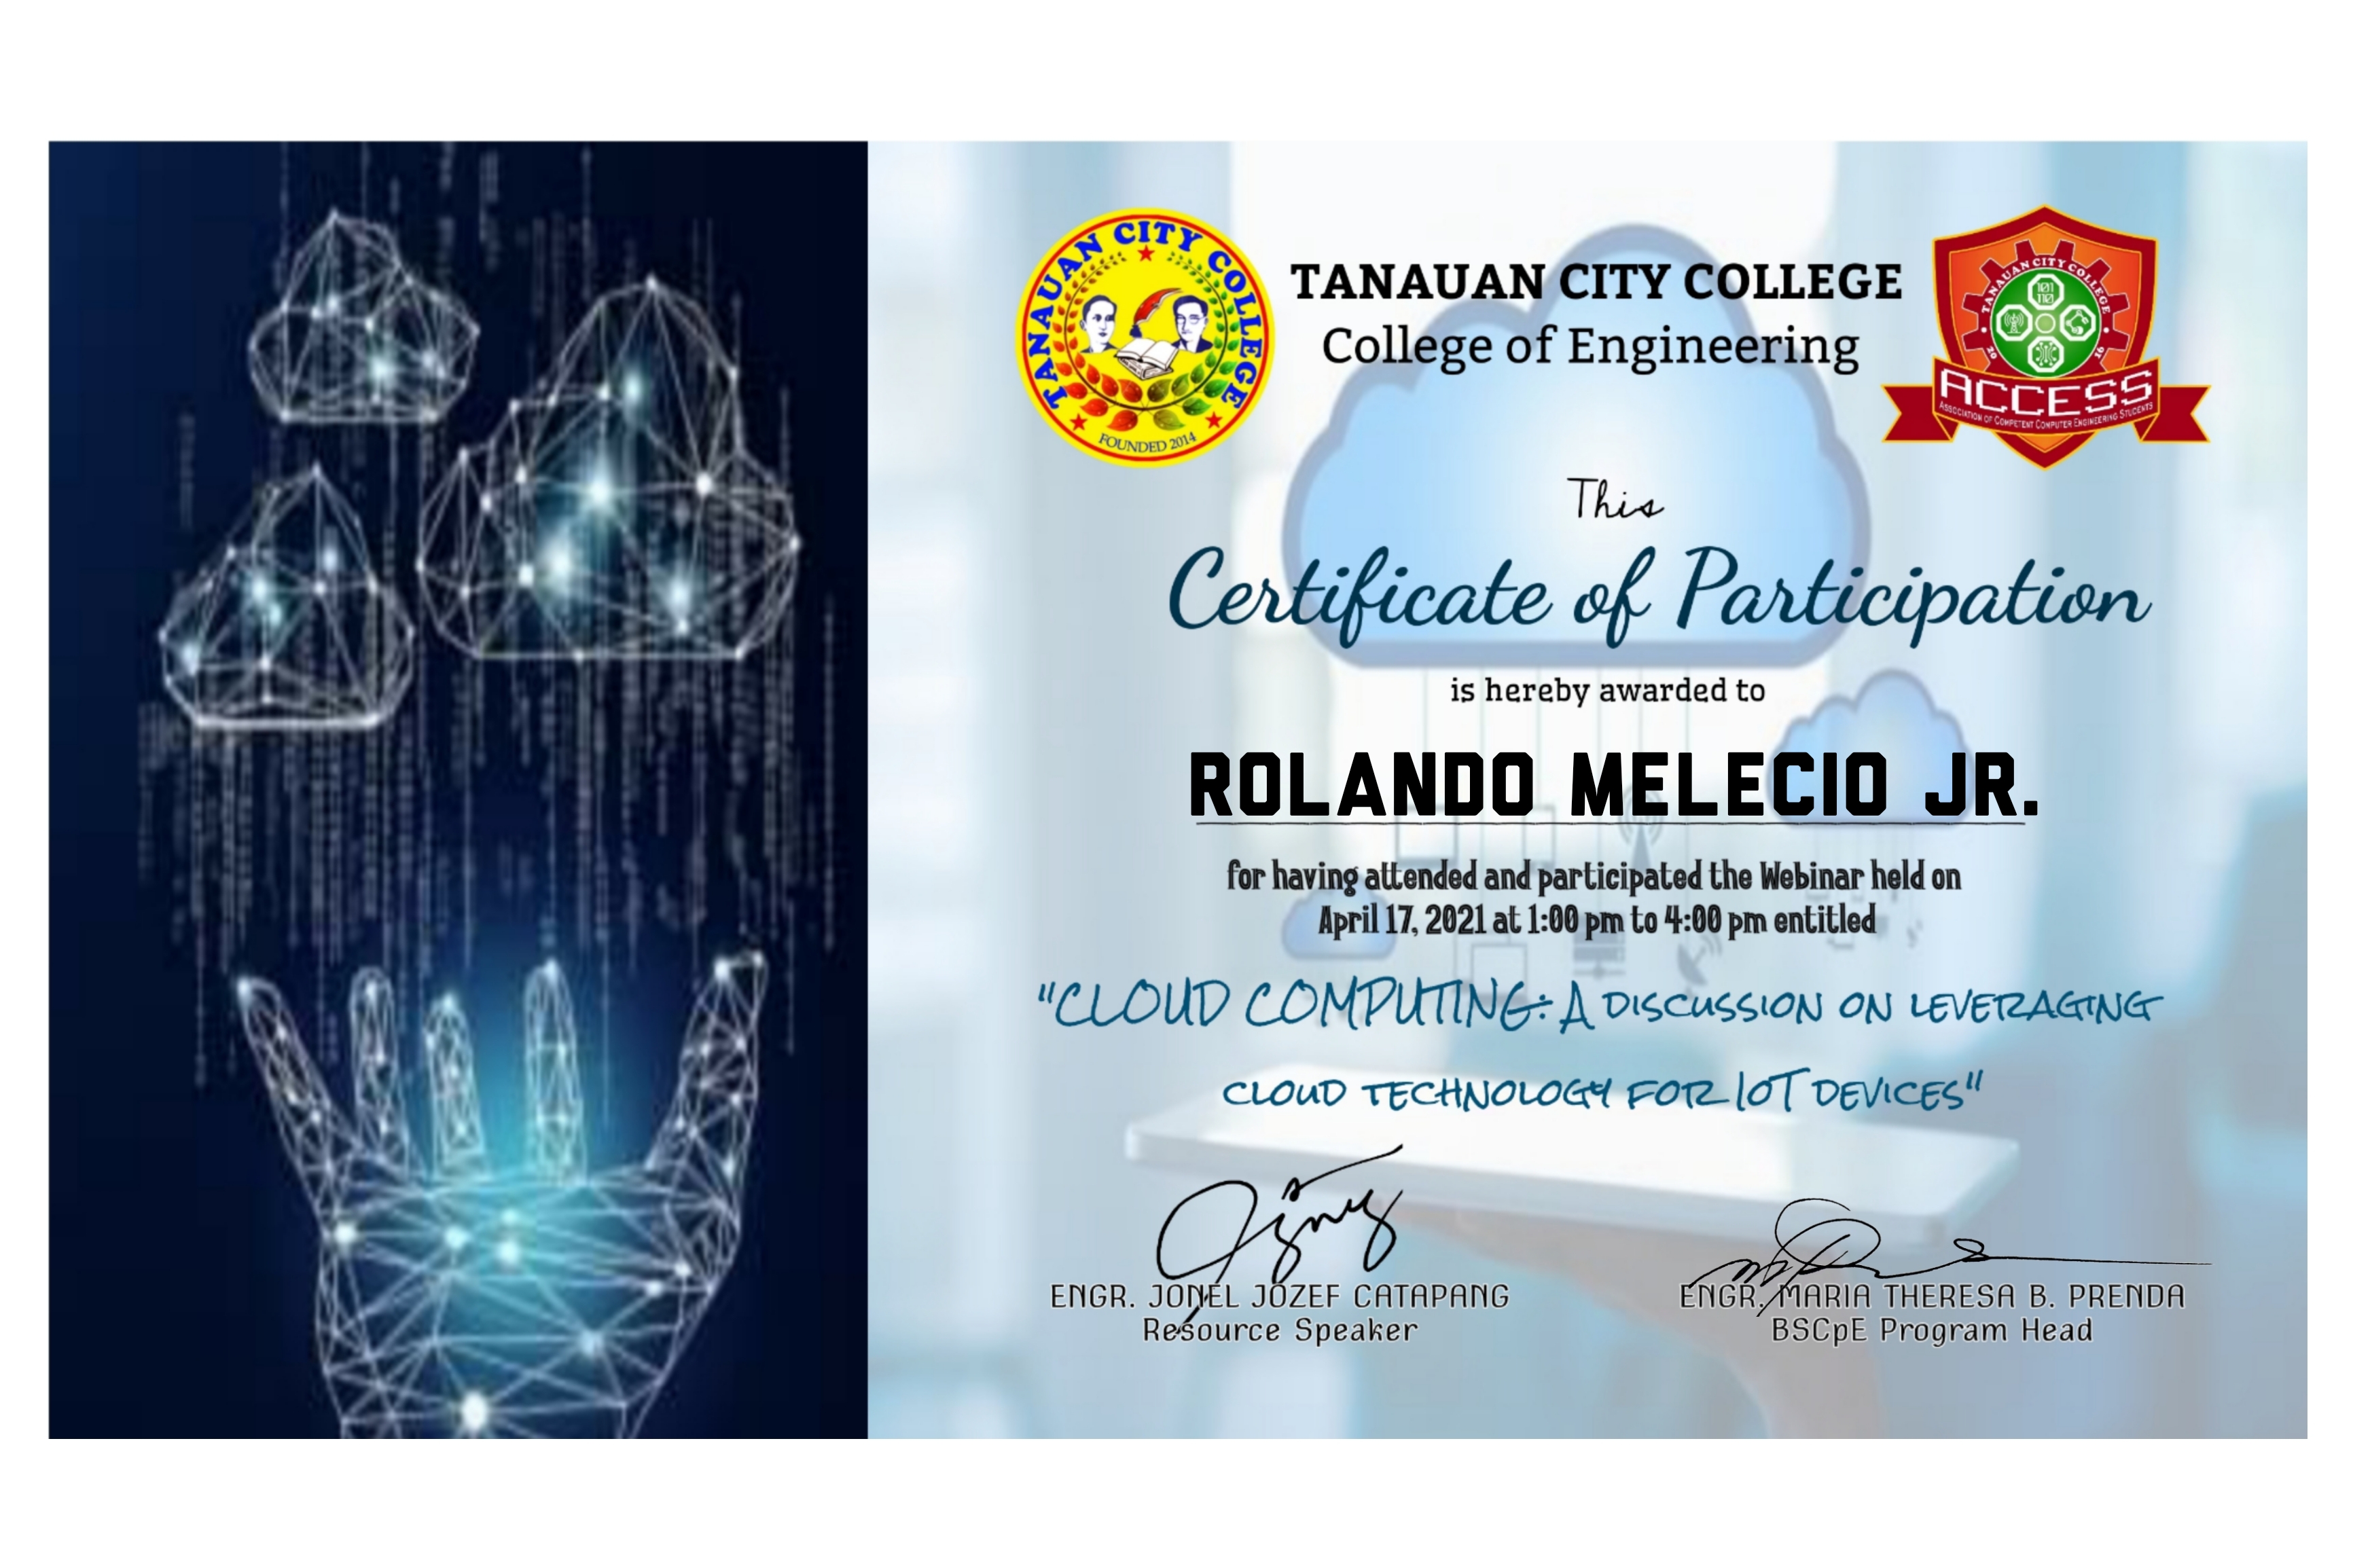 TANAUAN CITY COLLEGE
FOUNDED 2014
TANAUAN CITY COLLEGE
College of Engineering
TANAUAN CITY COLLEGE
20 16
101
110
ACCESS
ASSOCIATION OF COMPETENT COMPUTER ENGINEERING STUDENTS
This
Certificate of Participation
is hereby awarded to
ROLANDO MELECIO JR.
for having attended and participated the Webinar held on
April 17, 2021 at 1:00 pm to 4:00 pm entitled
"CLOUD COMPUTING: A DISCUSSION ON LEVERAGING
CLOUD TECHNOLOGY FOR IOT DEVICES"
ENGR. JONEL JOZEF CATAPANG
Resource Speaker
ENGR. MARIA THERESA B. PRENDA
BSCpE Program Head